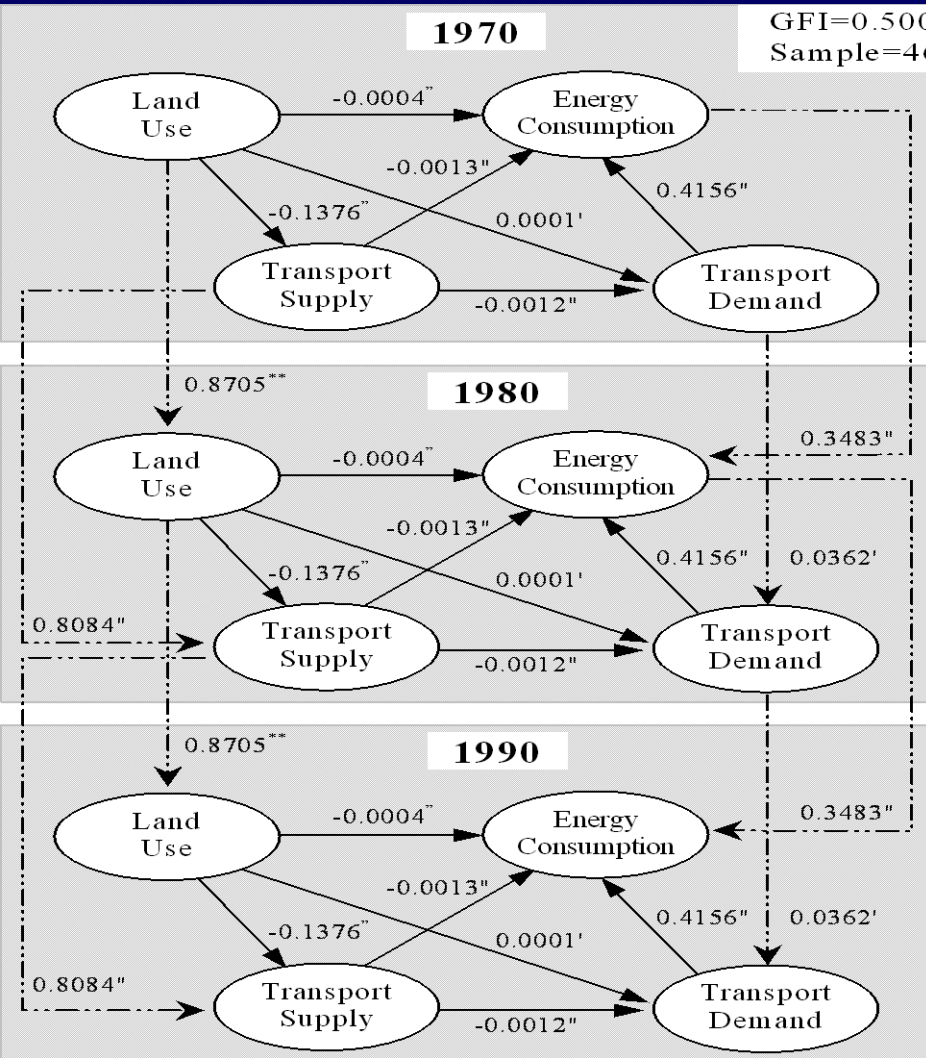 1970
GFI=0.500
Sample=46
Land
Use
-0.0004"
Energy
Consumption
-0.0013"
0.4156"
-0.1376"
0.0001'
Transport
Supply
-0.0012"
Transport
Demand
0.8705**
1980
0.3483"
Land
Use
-0.0004"
Energy
Consumption
-0.0013"
0.4156"
0.0362'
-0.1376"
0.0001'
0.8084"
Transport
Supply
-0.0012"
Transport
Demand
0.8705**
1990
0.3483"
Land
Use
-0.0004"
Energy
Consumption
-0.0013"
0.4156"
0.0362'
-0.1376"
0.0001'
0.8084"
Transport
Supply
-0.0012"
Transport
Demand